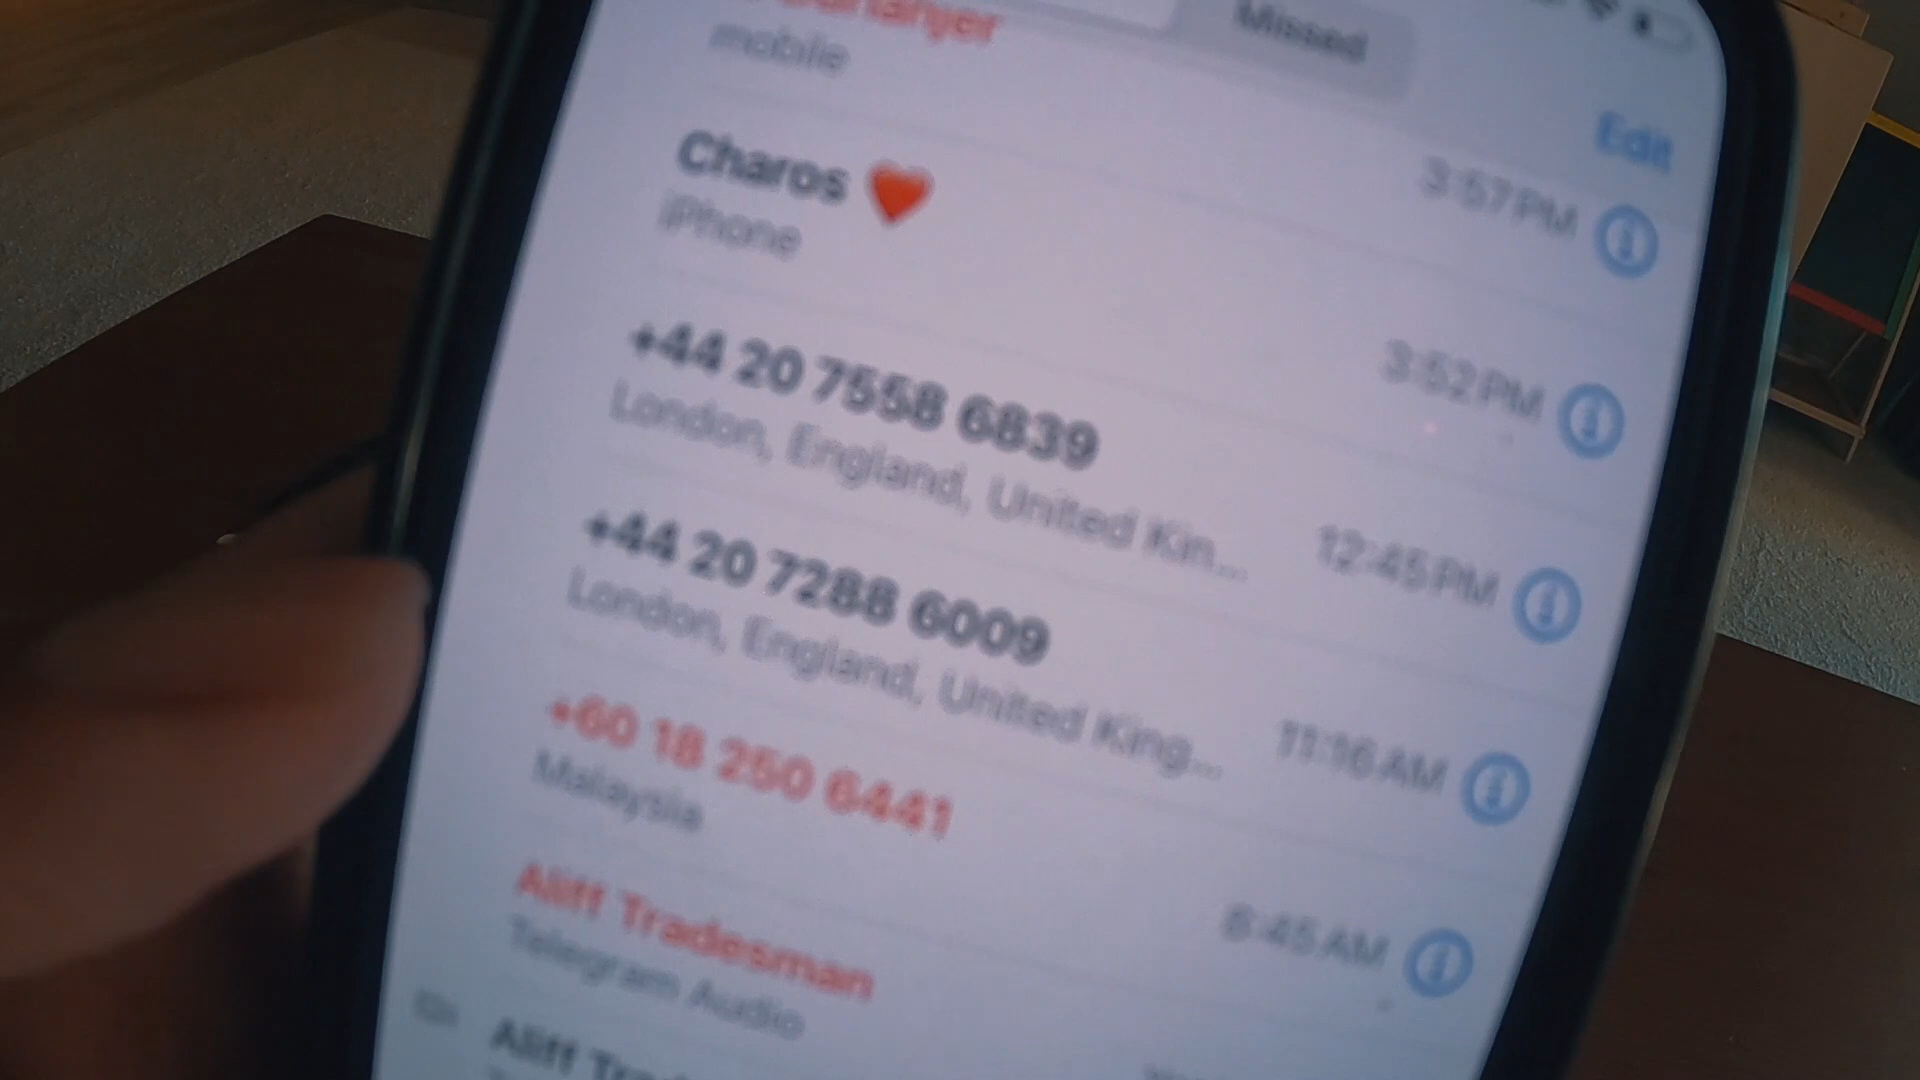 Missed
Edit
mobile
Charos ❤️
3:57 PM
iPhone
+44 20 7558 6839
3:52 PM
London, England, United Kin...
+44 20 7288 6009
12:45 PM
London, England, United King...
+60 18 250 6441
11:16 AM
Malaysia
Aliff Tradesman
8:45 AM
Telegram Audio
Aliff